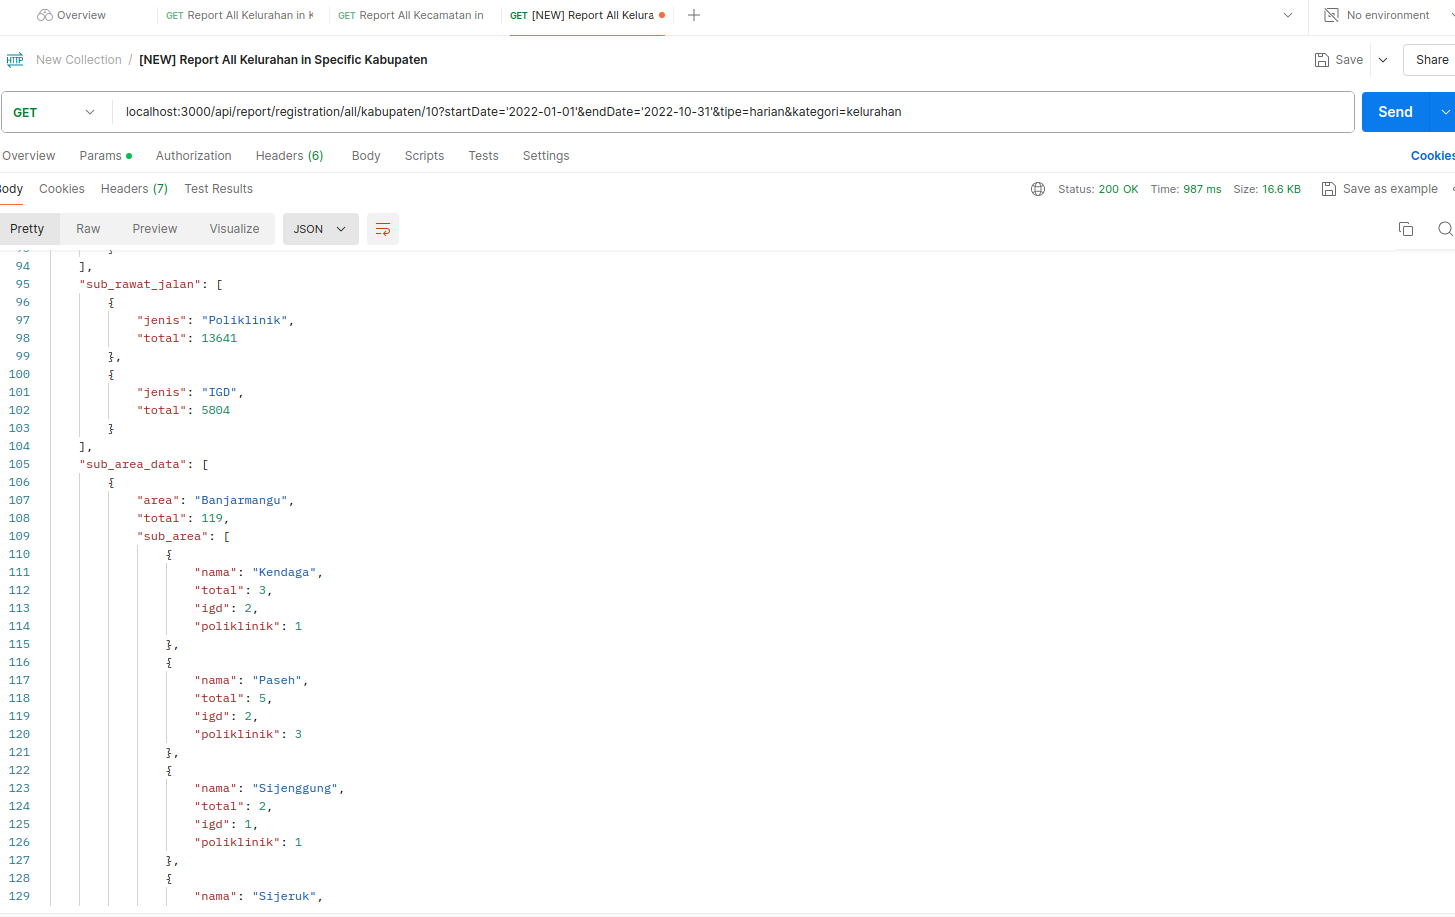 Overview GET Report All Kelurahan in K GET Report All Kecamatan in GET [NEW] Report All Kelura No environment
HTTP New Collection / [NEW] Report All Kelurahan in Specific Kabupaten Save Share
GET localhost:3000/api/report/registration/all/kabupaten/10?startDate='2022-01-01'&endDate='2022-10-31'&tipe=harian&kategori=kelurahan Send
Overview Params Authorization Headers (6) Body Scripts Tests Settings Cookies
Body Cookies Headers (7) Test Results Status: 200 OK Time: 987 ms Size: 16.6 KB Save as example
Pretty Raw Preview Visualize JSON
93 }
94 ],
95 "sub_rawat_jalan": [
96 {
97 "jenis": "Poliklinik",
98 "total": 13641
99 },
100 {
101 "jenis": "IGD",
102 "total": 5804
103 }
104 ],
105 "sub_area_data": [
106 {
107 "area": "Banjarmangu",
108 "total": 119,
109 "sub_area": [
110 {
111 "nama": "Kendaga",
112 "total": 3,
113 "igd": 2,
114 "poliklinik": 1
115 },
116 {
117 "nama": "Paseh",
118 "total": 5,
119 "igd": 2,
120 "poliklinik": 3
121 },
122 {
123 "nama": "Sijenggung",
124 "total": 2,
125 "igd": 1,
126 "poliklinik": 1
127 },
128 {
129 "nama": "Sijeruk",